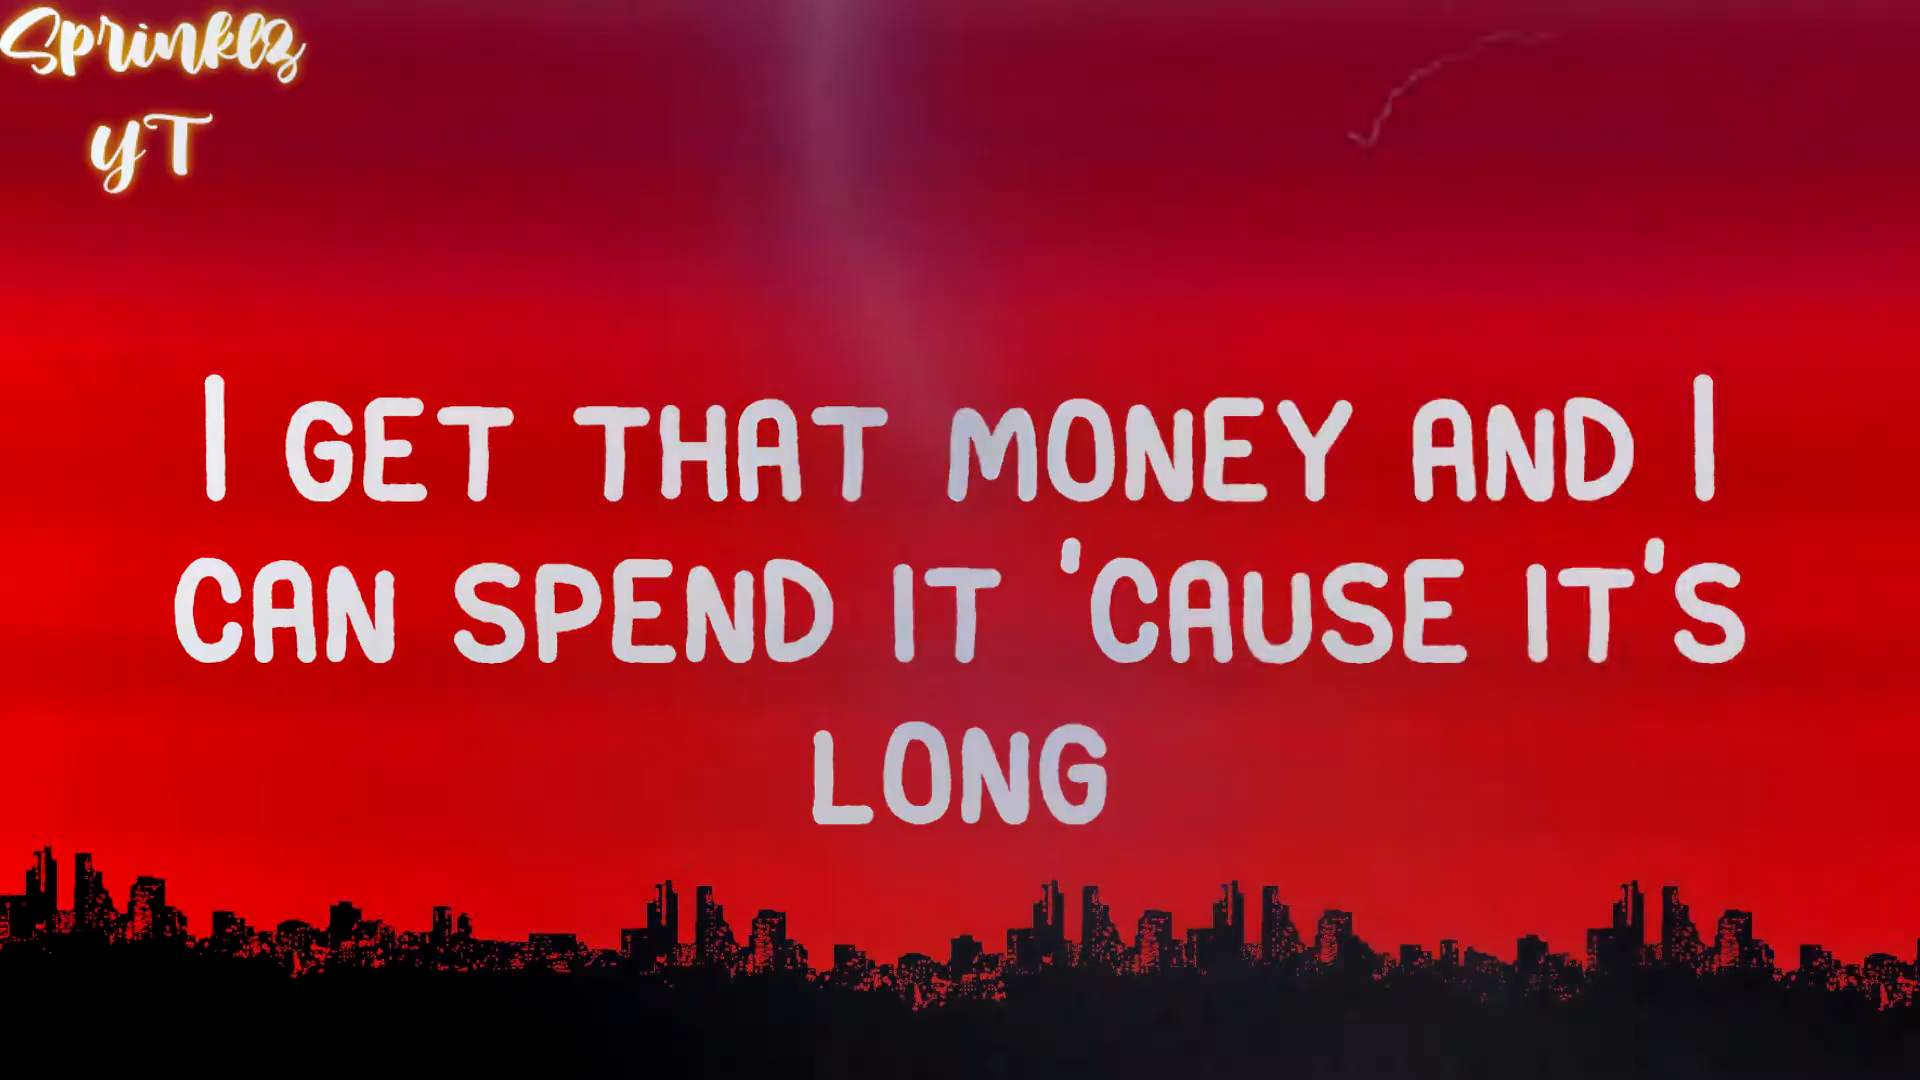 Sprinklz
YT
I GET THAT MONEY AND I
CAN SPEND IT 'CAUSE IT'S
LONG